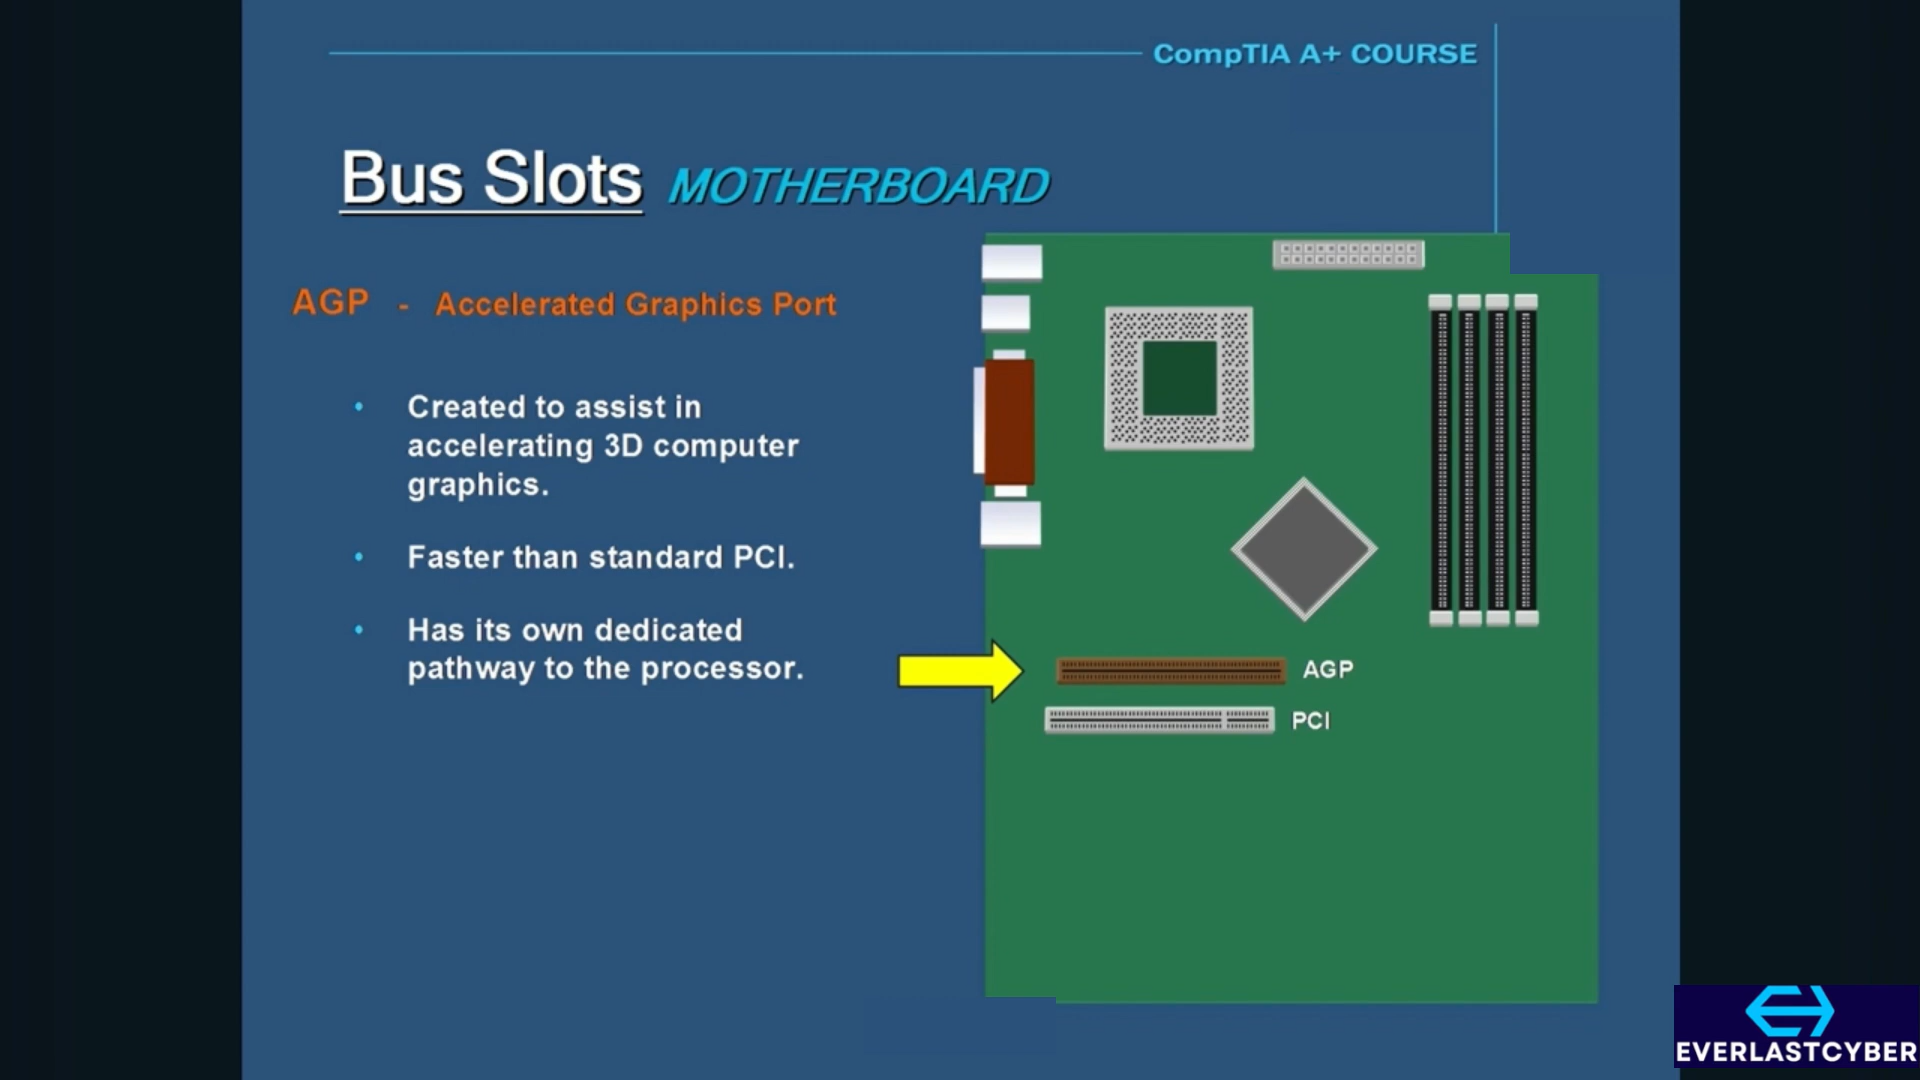 CompTIA A+ COURSE
Bus Slots MOTHERBOARD
AGP - Accelerated Graphics Port
• Created to assist in
accelerating 3D computer
graphics.
• Faster than standard PCI.
• Has its own dedicated
pathway to the processor.
AGP
PCI
EVERLASTCYBER